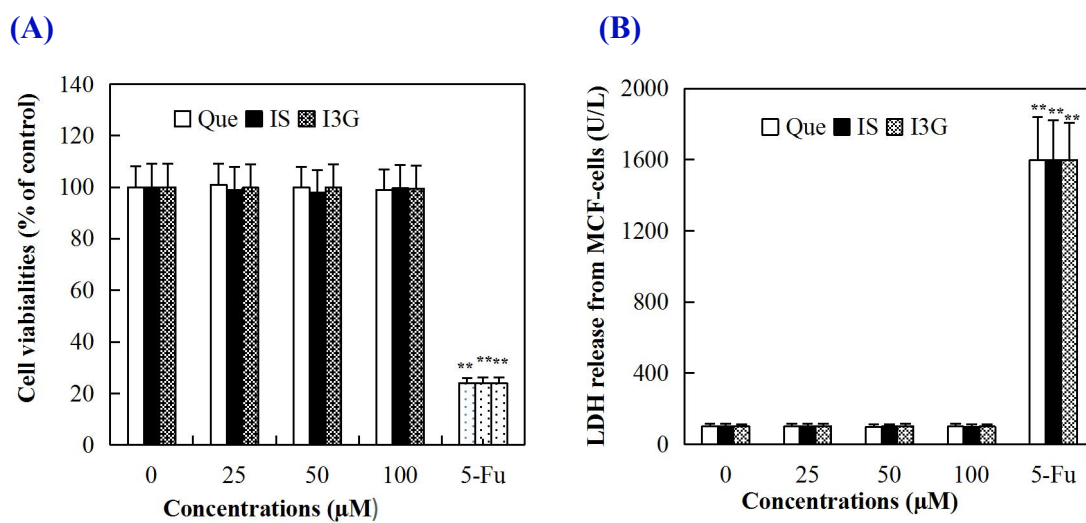 (A)
Cell viabialities (% of control)
140
120
100
80
60
40
20
0
Que IS I3G
** ** **
0 25 50 100 5-Fu
Concentrations (μM)
(B)
LDH release from MCF-cells (U/L)
2000
1600
1200
800
400
0
Que IS I3G
** ** **
0 25 50 100 5-Fu
Concentrations (μM)